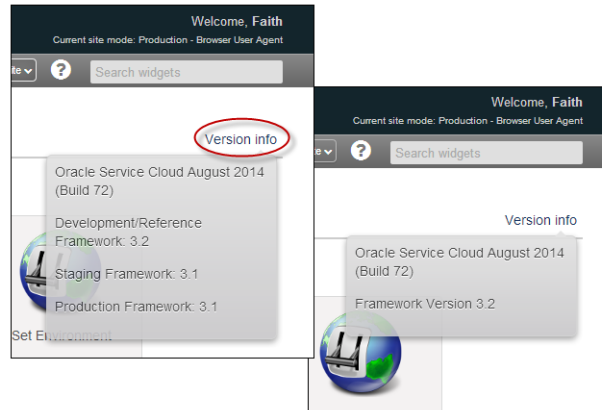 Welcome, Faith
Current site mode: Production - Browser User Agent
ite
?
Search widgets
Version info
Oracle Service Cloud August 2014
(Build 72)
Development/Reference
Framework: 3.2
Staging Framework: 3.1
Production Framework: 3.1
Set Environment
Welcome, Faith
Current site mode: Production - Browser User Agent
e
?
Search widgets
Version info
Oracle Service Cloud August 2014
(Build 72)
Framework Version 3.2